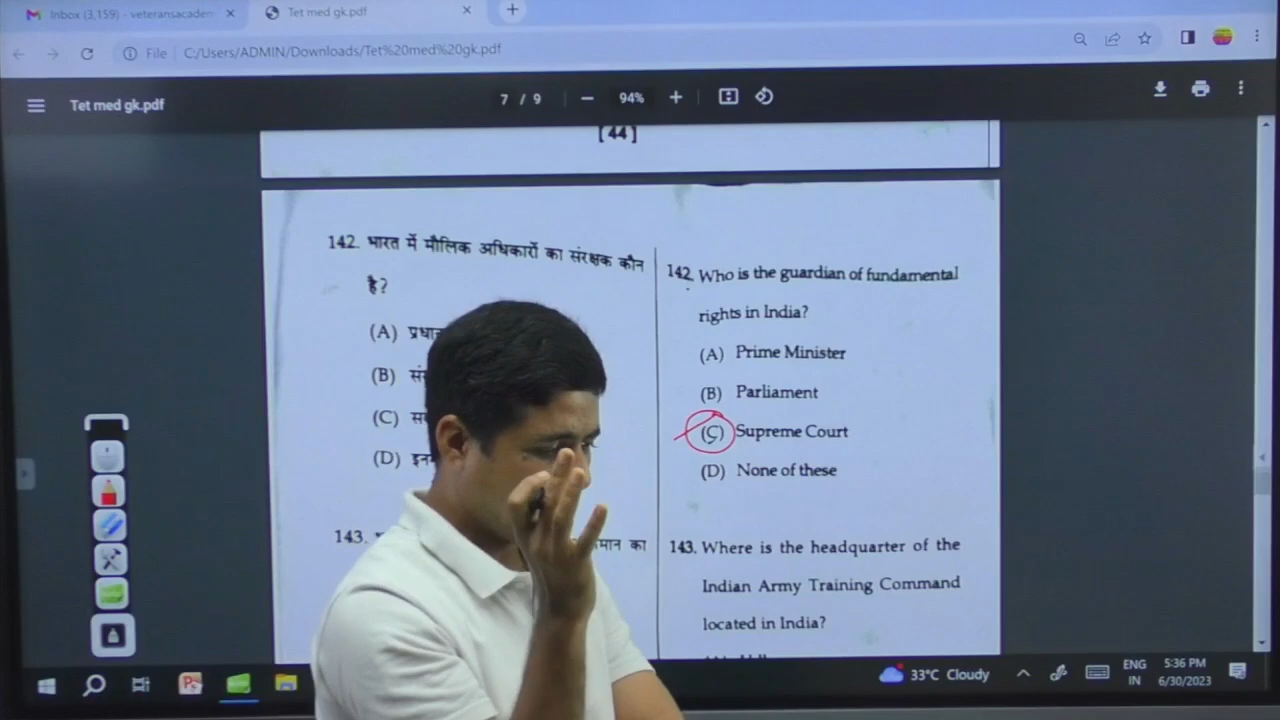 Inbox (3,159) - veteransacadem
Tet med gk.pdf
File
C:/Users/ADMIN/Downloads/Tet%20med%20gk.pdf
Tet med gk.pdf
7 / 9
94%
[44]
142. भारत में मौलिक अधिकारों का संरक्षक कौन
है?
(A)
(B)
(C)
(D)
143.
का
142. Who is the guardian of fundamental
rights in India?
(A) Prime Minister
(B) Parliament
(C) Supreme Court
(D) None of these
143. Where is the headquarter of the
Indian Army Training Command
located in India?
33°C Cloudy
ENG
IN
5:36 PM
6/30/2023